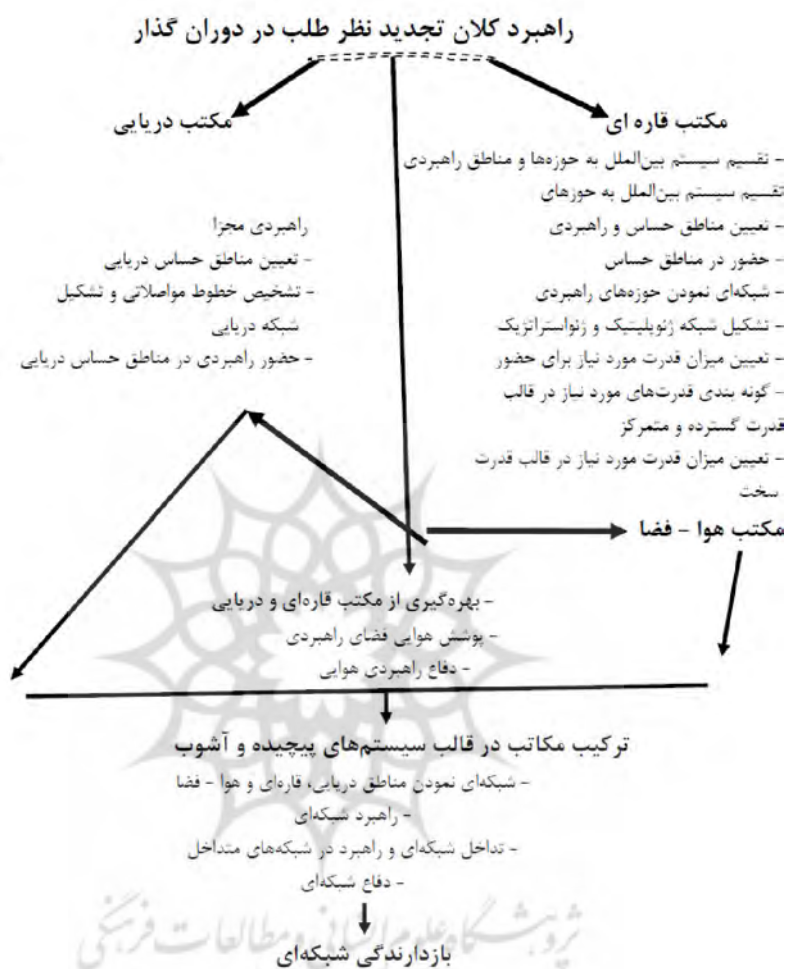 راهبرد کلان تجدید نظر طلب در دوران گذار
مکتب قاره ای
- تقسیم سیستم بین‌الملل به حوزه‌ها و مناطق راهبردی
تقسیم سیستم بین‌الملل به حوزهای
- تعیین مناطق حساس و راهبردی
- حضور در مناطق حساس
- شبکه‌ای نمودن حوزه‌های راهبردی
- تشکیل شبکه ژئوپلیتیک و ژئواستراتژیک
- تعیین میزان قدرت مورد نیاز برای حضور
- گونه بندی قدرت‌های مورد نیاز در قالب
قدرت گسترده و متمرکز
- تعیین میزان قدرت مورد نیاز در قالب قدرت
سخت
مکتب دریایی
راهبردی مجزا
- تعیین مناطق حساس دریایی
- تشخیص خطوط مواصلاتی و تشکیل
شبکه دریایی
- حضور راهبردی در مناطق حساس دریایی
مکتب هوا - فضا
- بهره‌گیری از مکتب قاره‌ای و دریایی
- پوشش هوایی فضای راهبردی
- دفاع راهبردی هوایی
ترکیب مکاتب در قالب سیستم‌های پیچیده و آشوب
- شبکه‌ای نمودن مناطق دریایی، قاره‌ای و هوا - فضا
- راهبرد شبکه‌ای
- تداخل شبکه‌ای و راهبرد در شبکه‌های متداخل
- دفاع شبکه‌ای
پژوهشگاه علوم انسانی و مطالعات فرهنگی
بازدارندگی شبکه‌ای